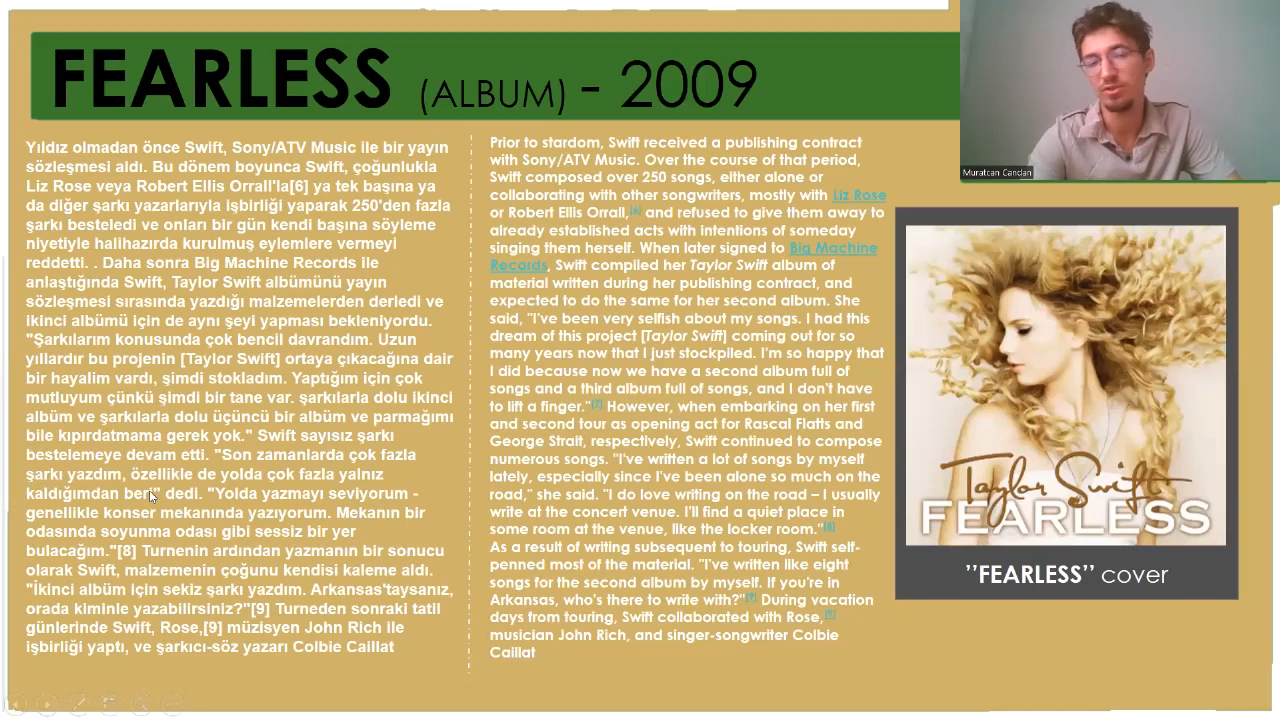 FEARLESS (ALBUM) - 2009
Muratcan Candan
Yıldız olmadan önce Swift, Sony/ATV Music ile bir yayın
sözleşmesi aldı. Bu dönem boyunca Swift, çoğunlukla
Liz Rose veya Robert Ellis Orrall'la[6] ya tek başına ya
da diğer şarkı yazarlarıyla işbirliği yaparak 250'den fazla
şarkı besteledi ve onları bir gün kendi başına söyleme
niyetiyle halihazırda kurulmuş eylemlere vermeyi
reddetti. . Daha sonra Big Machine Records ile
anlaştığında Swift, Taylor Swift albümünü yayın
sözleşmesi sırasında yazdığı malzemelerden derledi ve
ikinci albümü için de aynı şeyi yapması bekleniyordu.
"Şarkılarım konusunda çok bencil davrandım. Uzun
yıllardır bu projenin [Taylor Swift] ortaya çıkacağına dair
bir hayalim vardı, şimdi stokladım. Yaptığım için çok
mutluyum çünkü şimdi bir tane var. şarkılarla dolu ikinci
albüm ve şarkılarla dolu üçüncü bir albüm ve parmağımı
bile kıpırdatmama gerek yok." Swift sayısız şarkı
bestelemeye devam etti. "Son zamanlarda çok fazla
şarkı yazdım, özellikle de yolda çok fazla yalnız
kaldığımdan beri" dedi. "Yolda yazmayı seviyorum -
genellikle konser mekanında yazıyorum. Mekanın bir
odasında soyunma odası gibi sessiz bir yer
bulacağım."[8] Turnenin ardından yazmanın bir sonucu
olarak Swift, malzemenin çoğunu kendisi kaleme aldı.
"İkinci albüm için sekiz şarkı yazdım. Arkansas'taysanız,
orada kiminle yazabilirsiniz?"[9] Turneden sonraki tatil
günlerinde Swift, Rose,[9] müzisyen John Rich ile
işbirliği yaptı, ve şarkıcı-söz yazarı Colbie Caillat
Prior to stardom, Swift received a publishing contract
with Sony/ATV Music. Over the course of that period,
Swift composed over 250 songs, either alone or
collaborating with other songwriters, mostly with Liz Rose
or Robert Ellis Orrall,[6] and refused to give them away to
already established acts with intentions of someday
singing them herself. When later signed to Big Machine
Records, Swift compiled her Taylor Swift album of
material written during her publishing contract, and
expected to do the same for her second album. She
said, "I've been very selfish about my songs. I had this
dream of this project [Taylor Swift] coming out for so
many years now that I just stockpiled. I'm so happy that
I did because now we have a second album full of
songs and a third album full of songs, and I don't have
to lift a finger."[7] However, when embarking on her first
and second tour as opening act for Rascal Flatts and
George Strait, respectively, Swift continued to compose
numerous songs. "I've written a lot of songs by myself
lately, especially since I've been alone so much on the
road," she said. "I do love writing on the road – I usually
write at the concert venue. I'll find a quiet place in
some room at the venue, like the locker room."[8]
As a result of writing subsequent to touring, Swift self-
penned most of the material. "I've written like eight
songs for the second album by myself. If you're in
Arkansas, who's there to write with?"[9] During vacation
days from touring, Swift collaborated with Rose,[9]
musician John Rich, and singer-songwriter Colbie
Caillat
Taylor Swift
FEARLESS
''FEARLESS'' cover